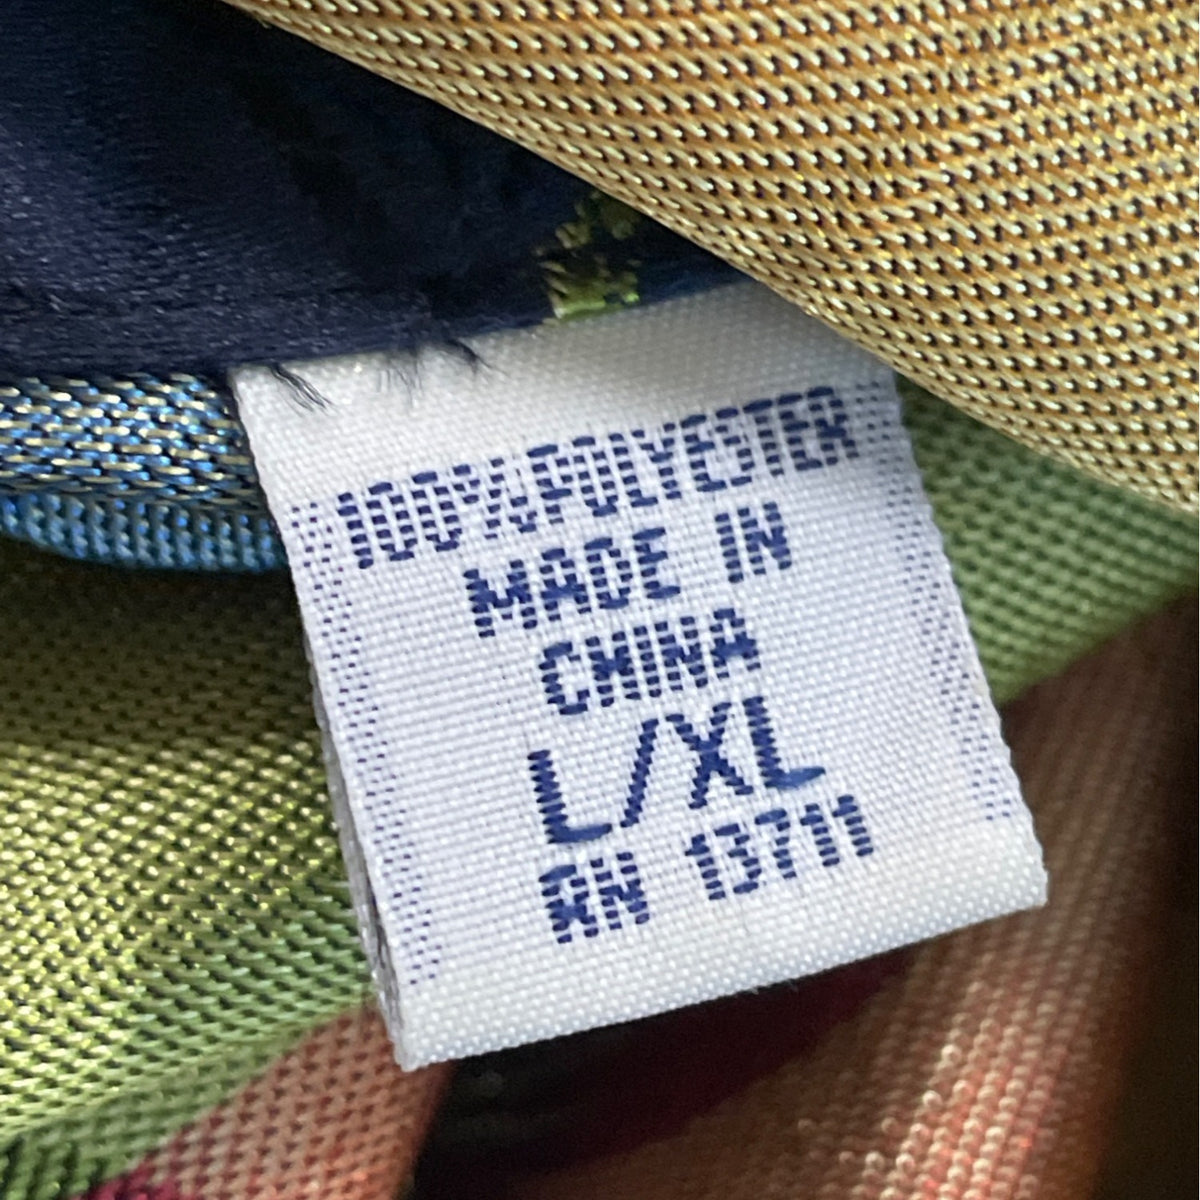 100%POLYESTER
MADE IN
CHINA
L/XL
RN 13711